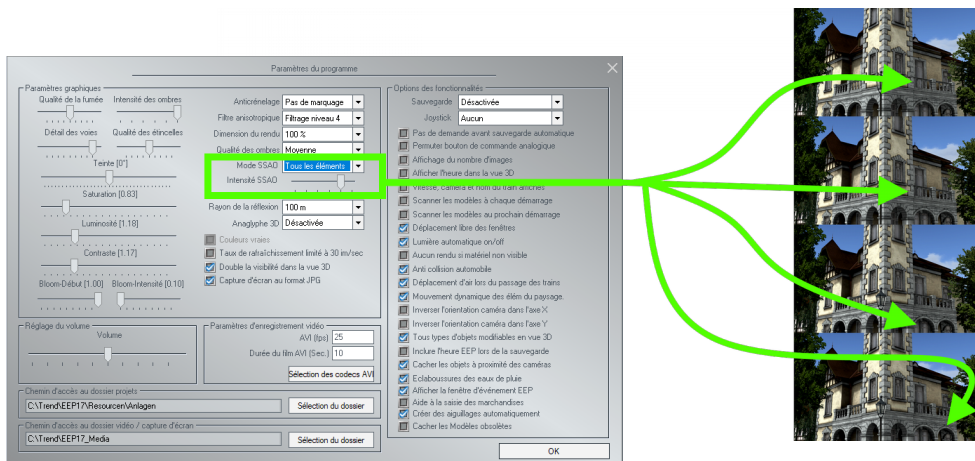 Paramètres du programme
Paramètres graphiques
Qualité de la fumée Intensité des ombres
Détail des voies Qualité des étincelles
Teinte [0°]
Saturation [0.83]
Luminosité [1.18]
Contraste [1.17]
Bloom-Début [1.00] Bloom-Intensité [0.10]
Anticrénelage Pas de marquage
Filtre anisotropique Filtrage niveau 4
Dimension du rendu 100 %
Qualité des ombres Moyenne
Mode SSAO Tous les éléments
Intensité SSAO
Rayon de la réflexion 100 m
Anaglyphe 3D Désactivée
Couleurs vraies
Taux de rafraîchissement limité à 30 im/sec
Double la visibilité dans la vue 3D
Capture d'écran au format JPG
Réglage du volume
Volume
Paramètres d'enregistrement vidéo
AVI (fps) 25
Durée du film AVI (Sec.) 10
Sélection des codecs AVI
Chemin d'accès au dossier projets
C:\Trend\EEP17\Resourcen\Anlagen Sélection du dossier
Chemin d'accès au dossier vidéo / capture d'écran
C:\Trend\EEP17_Media Sélection du dossier
Options des fonctionnalités
Sauvegarde Désactivée
Joystick Aucun
Pas de demande avant sauvegarde automatique
Permuter bouton de commande analogique
Affichage du nombre d'images
Afficher l'heure dans la vue 3D
Vitesse, caméra et nom du train affichés
Scanner les modèles à chaque démarrage
Scanner les modèles au prochain démarrage
Déplacement libre des fenêtres
Lumière automatique on/off
Aucun rendu si matériel non visible
Anti collision automobile
Déplacement d'air lors du passage des trains
Mouvement dynamique des élém du paysage.
Inverser l'orientation caméra dans l'axe X
Inverser l'orientation caméra dans l'axe Y
Tous types d'objets modifiables en vue 3D
Inclure l'heure EEP lors de la sauvegarde
Cacher les objets à proximité des caméras
Eclaboussures des eaux de pluie
Afficher la fenêtre d'événement EEP
Aide à la saisie des marchandises
Créer des aiguillages automatiquement
Cacher les Modèles obsolètes
OK